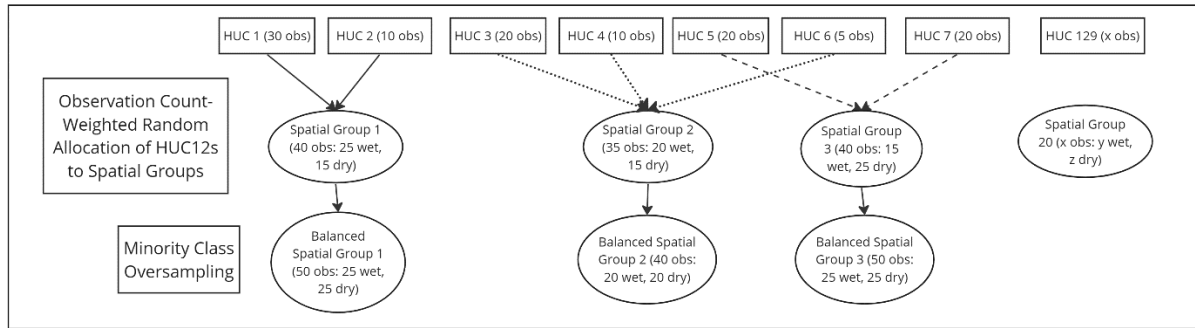 HUC 1 (30 obs)
HUC 2 (10 obs)
HUC 3 (20 obs)
HUC 4 (10 obs)
HUC 5 (20 obs)
HUC 6 (5 obs)
HUC 7 (20 obs)
HUC 129 (x obs)
Observation Count-
Weighted Random
Allocation of HUC12s
to Spatial Groups
Spatial Group 1
(40 obs: 25 wet,
15 dry)
Spatial Group 2
(35 obs: 20 wet,
15 dry)
Spatial Group
3 (40 obs: 15
wet, 25 dry)
Spatial Group
20 (x obs: y wet,
z dry)
Minority Class
Oversampling
Balanced
Spatial Group 1
(50 obs: 25 wet,
25 dry)
Balanced Spatial
Group 2 (40 obs:
20 wet, 20 dry)
Balanced Spatial
Group 3 (50 obs:
25 wet, 25 dry)